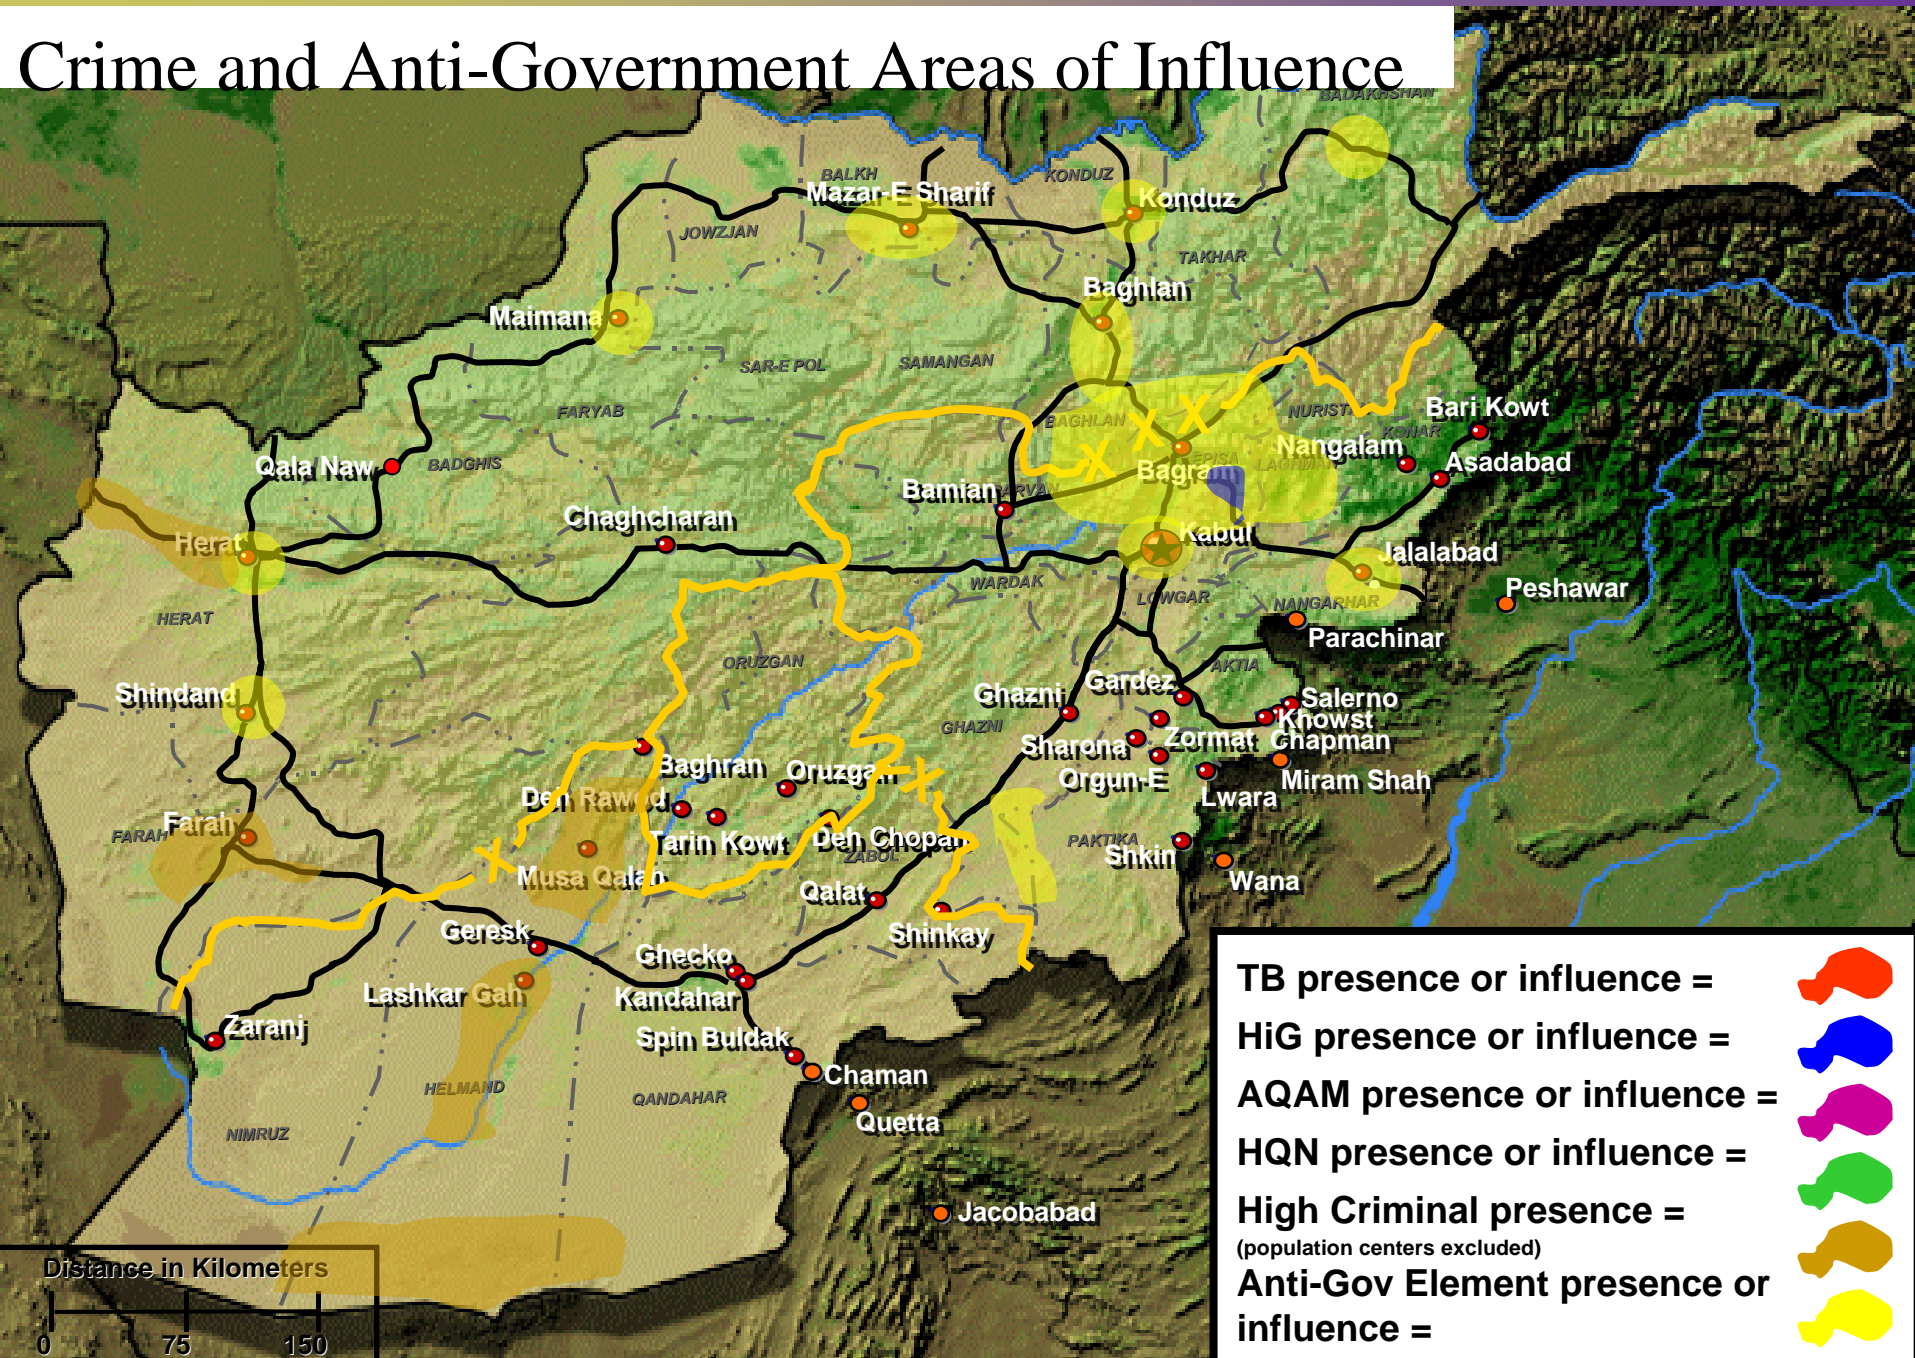 Crime and Anti-Government Areas of Influence
BADAKHSHAN
BALKH
KONDUZ
Mazar-E Sharif
Konduz
JOWZJAN
TAKHAR
Baghlan
Maimana
SAR-E POL
SAMANGAN
FARYAB
BAGHLAN
Bari Kowt
KONAR
Nangalam
Qala Naw
BADGHIS
LAGHMAN
Asadabad
Bamian
Chaghcharan
Herat
Kabul
Jalalabad
WARDAK
LOWGAR
NANGARHAR
Peshawar
HERAT
Parachinar
ORUZGAN
Shindand
Gardez
Ghazni
Salerno
Khowst
GHAZNI
Sharona
Zormat
Chapman
Baghran
Oruzgan
Orgun-E
Miram Shah
Deh Rawod
Lwara
Farah
FARAH
Tarin Kowt
Deh Chopan
PAKTIKA
Shkin
ZABUL
Musa Qalah
Wana
Qalat
Geresk
Shinkay
Ghecko
Lashkar Gah
Kandahar
Zaranj
Spin Buldak
Chaman
HELMAND
QANDAHAR
Quetta
NIMRUZ
Jacobabad
Distance in Kilometers
0 75 150
TB presence or influence =
HiG presence or influence =
AQAM presence or influence =
HQN presence or influence =
High Criminal presence =
(population centers excluded)
Anti-Gov Element presence or
influence =